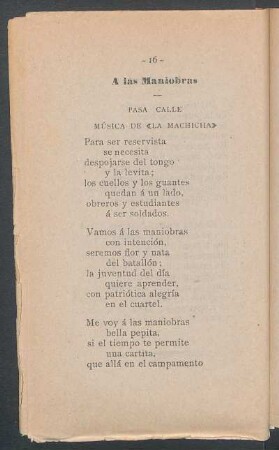 - 16 -
A las Maniobras
—
PASA CALLE
MÚSICA DE «LA MACHICHA»
Para ser reservista
se necesita
despojarse del tongo
y la levita;
los cuellos y los guantes
quedan á un lado,
obreros y estudiantes
á ser soldados.
Vamos á las maniobras
con intención,
seremos flor y nata
del batallón;
la juventud del día
quiere aprender,
con patriótica alegría
en el cuartel.
Me voy á las maniobras
bella pepita,
si el tiempo te permite
una cartita,
que allá en el campamento